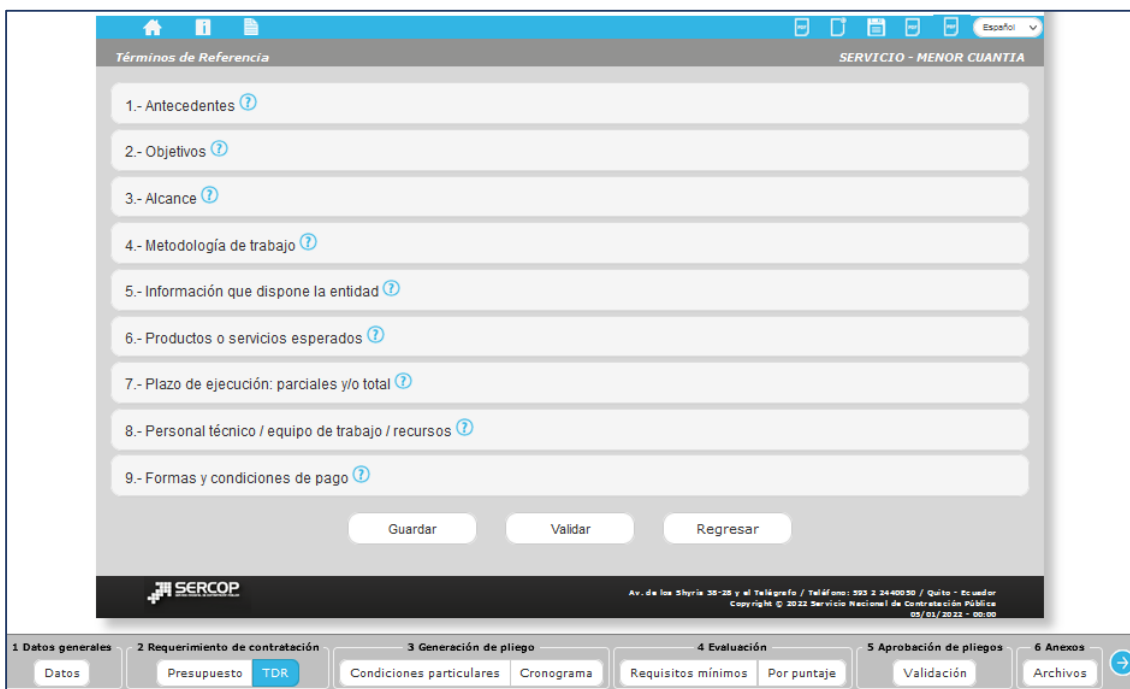 Español
Términos de Referencia SERVICIO - MENOR CUANTIA
1.- Antecedentes ?
2.- Objetivos ?
3.- Alcance ?
4.- Metodología de trabajo ?
5.- Información que dispone la entidad ?
6.- Productos o servicios esperados ?
7.- Plazo de ejecución: parciales y/o total ?
8.- Personal técnico / equipo de trabajo / recursos ?
9.- Formas y condiciones de pago ?
Guardar Validar Regresar
SERCOP
Av. de los Shyris 38-28 y el Telégrafo / Teléfono: 593 2 2440050 / Quito - Ecuador
Copyright © 2022 Servicio Nacional de Contratación Pública
05/01/2022 - 00:00
1 Datos generales 2 Requerimiento de contratación 3 Generación de pliego 4 Evaluación 5 Aprobación de pliegos 6 Anexos
Datos Presupuesto TDR Condiciones particulares Cronograma Requisitos mínimos Por puntaje Validación Archivos